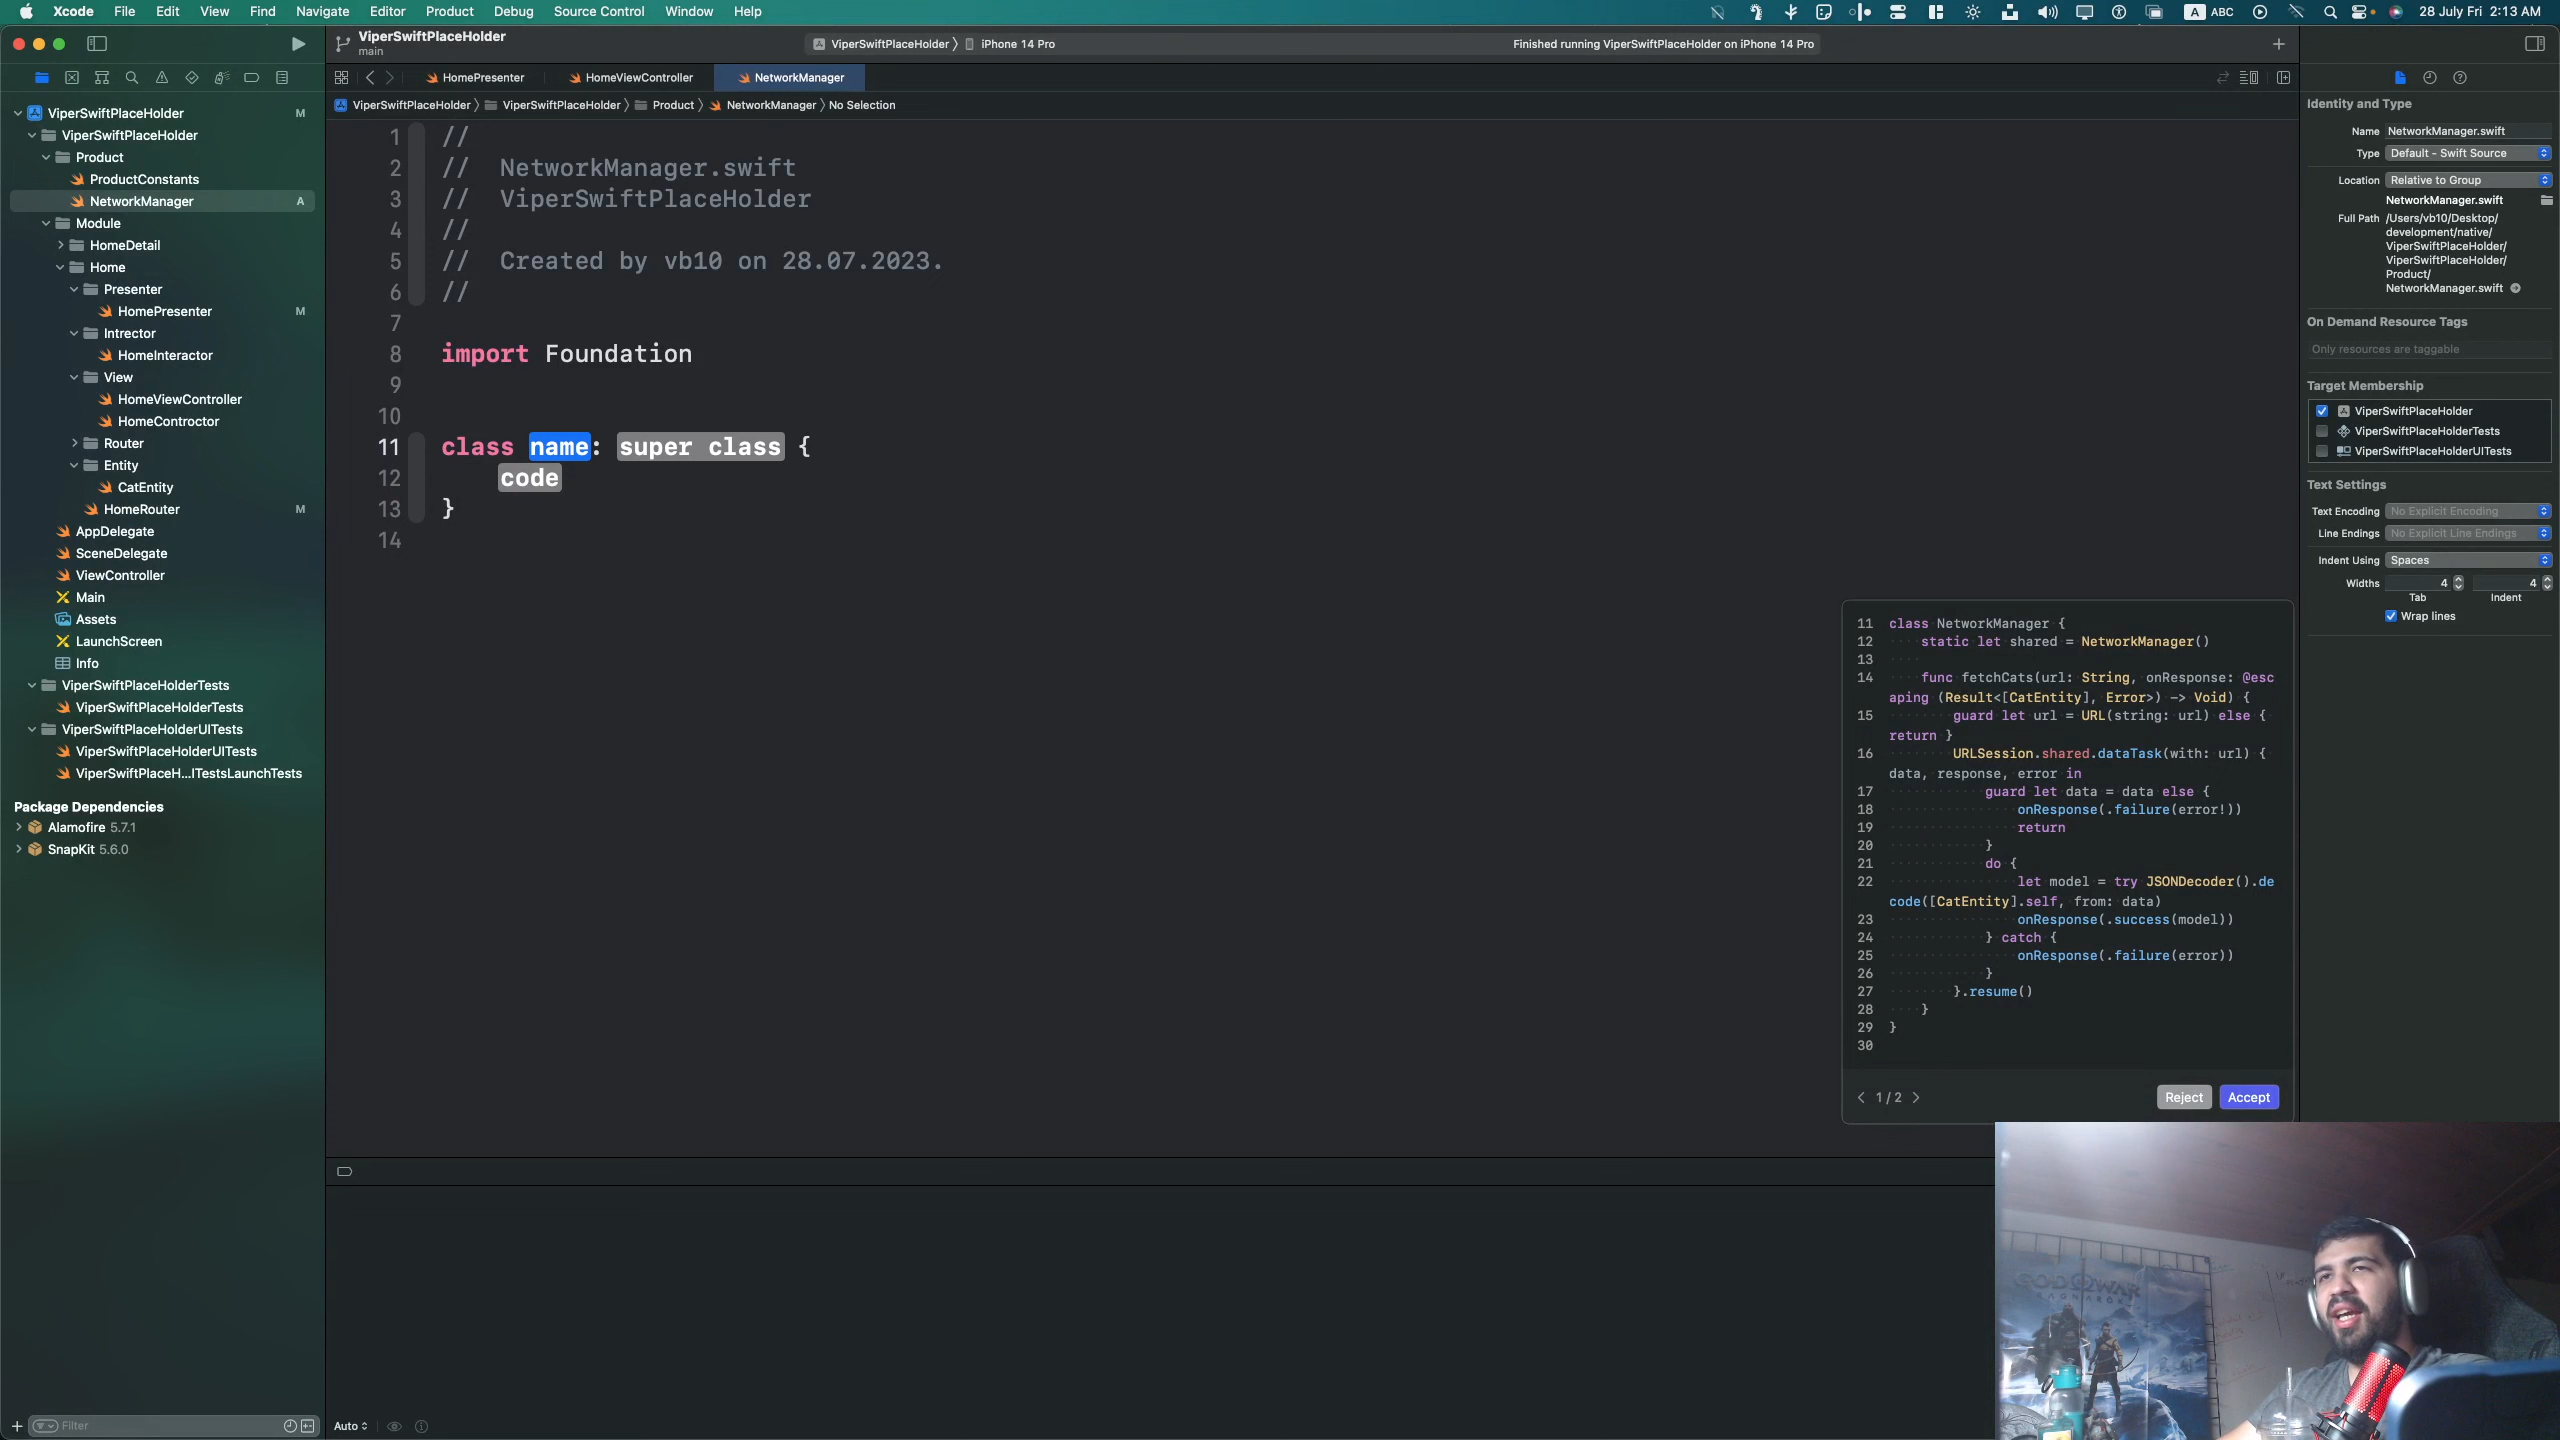 Xcode File Edit View Find Navigate Editor Product Debug Source Control Window Help
A ABC 28 July Fri 2:13 AM
ViperSwiftPlaceHolder
main
ViperSwiftPlaceHolder 〉 iPhone 14 Pro
Finished running ViperSwiftPlaceHolder on iPhone 14 Pro
HomePresenter HomeViewController NetworkManager
ViperSwiftPlaceHolder 〉 ViperSwiftPlaceHolder 〉 Product 〉 NetworkManager 〉 No Selection
ViperSwiftPlaceHolder M
ViperSwiftPlaceHolder
Product
ProductConstants
NetworkManager A
Module
HomeDetail
Home
Presenter
HomePresenter M
Intrector
HomeInteractor
View
HomeViewController
HomeControctor
Router
Entity
CatEntity
HomeRouter M
AppDelegate
SceneDelegate
ViewController
Main
Assets
LaunchScreen
Info
ViperSwiftPlaceHolderTests
ViperSwiftPlaceHolderTests
ViperSwiftPlaceHolderUITests
ViperSwiftPlaceHolderUITests
ViperSwiftPlaceH...ITestsLaunchTests
Package Dependencies
Alamofire 5.7.1
SnapKit 5.6.0
Filter
1 //
2 // NetworkManager.swift
3 // ViperSwiftPlaceHolder
4 //
5 // Created by vb10 on 28.07.2023.
6 //
7
8 import Foundation
9
10
11 class name: super class {
12 code
13 }
14
11 class NetworkManager {
12 static let shared = NetworkManager()
13
14 func fetchCats(url: String, onResponse: @esc
aping (Result<[CatEntity], Error>) -> Void) {
15 guard let url = URL(string: url) else {
return }
16 URLSession.shared.dataTask(with: url) {
data, response, error in
17 guard let data = data else {
18 onResponse(.failure(error!))
19 return
20 }
21 do {
22 let model = try JSONDecoder().de
code([CatEntity].self, from: data)
23 onResponse(.success(model))
24 } catch {
25 onResponse(.failure(error))
26 }
27 }.resume()
28 }
29 }
30
1 / 2 Reject Accept
Auto
Identity and Type
Name NetworkManager.swift
Type Default - Swift Source
Location Relative to Group
NetworkManager.swift
Full Path /Users/vb10/Desktop/
development/native/
ViperSwiftPlaceHolder/
ViperSwiftPlaceHolder/
Product/
NetworkManager.swift
On Demand Resource Tags
Only resources are taggable
Target Membership
ViperSwiftPlaceHolder
ViperSwiftPlaceHolderTests
ViperSwiftPlaceHolderUITests
Text Settings
Text Encoding No Explicit Encoding
Line Endings No Explicit Line Endings
Indent Using Spaces
Widths 4 4
Tab Indent
Wrap lines
GOD OF WAR
RAGNARÖK